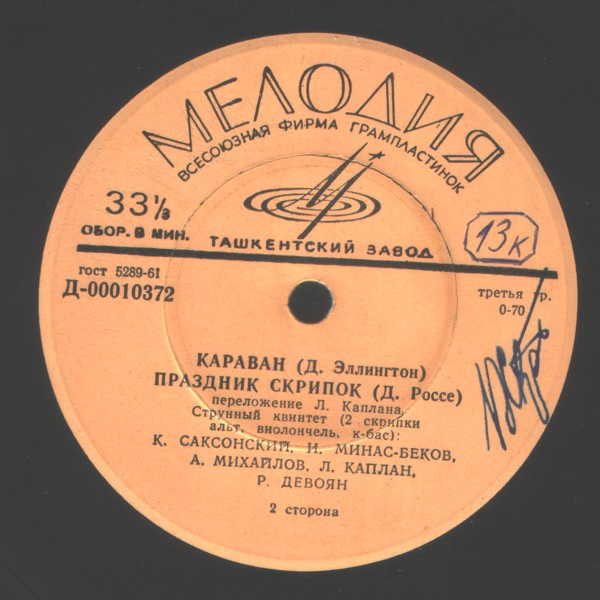 МЕЛОДИЯ
ВСЕСОЮЗНАЯ ФИРМА ГРАМПЛАСТИНОК
33⅓
ОБОР. В МИН.
ТАШКЕНТСКИЙ ЗАВОД
13к
гост 5289-61
Д-00010372
третья гр.
0-70
КАРАВАН (Д. Эллингтон)
ПРАЗДНИК СКРИПОК (Д. Россе)
переложение Л. Каплана,
Струнный квинтет (2 скрипки
альт, виолончель, к-бас):
К. САКСОНСКИЙ, И. МИНАС-БЕКОВ,
А. МИХАЙЛОВ, Л. КАПЛАН,
Р. ДЕВОЯН
2 сторона